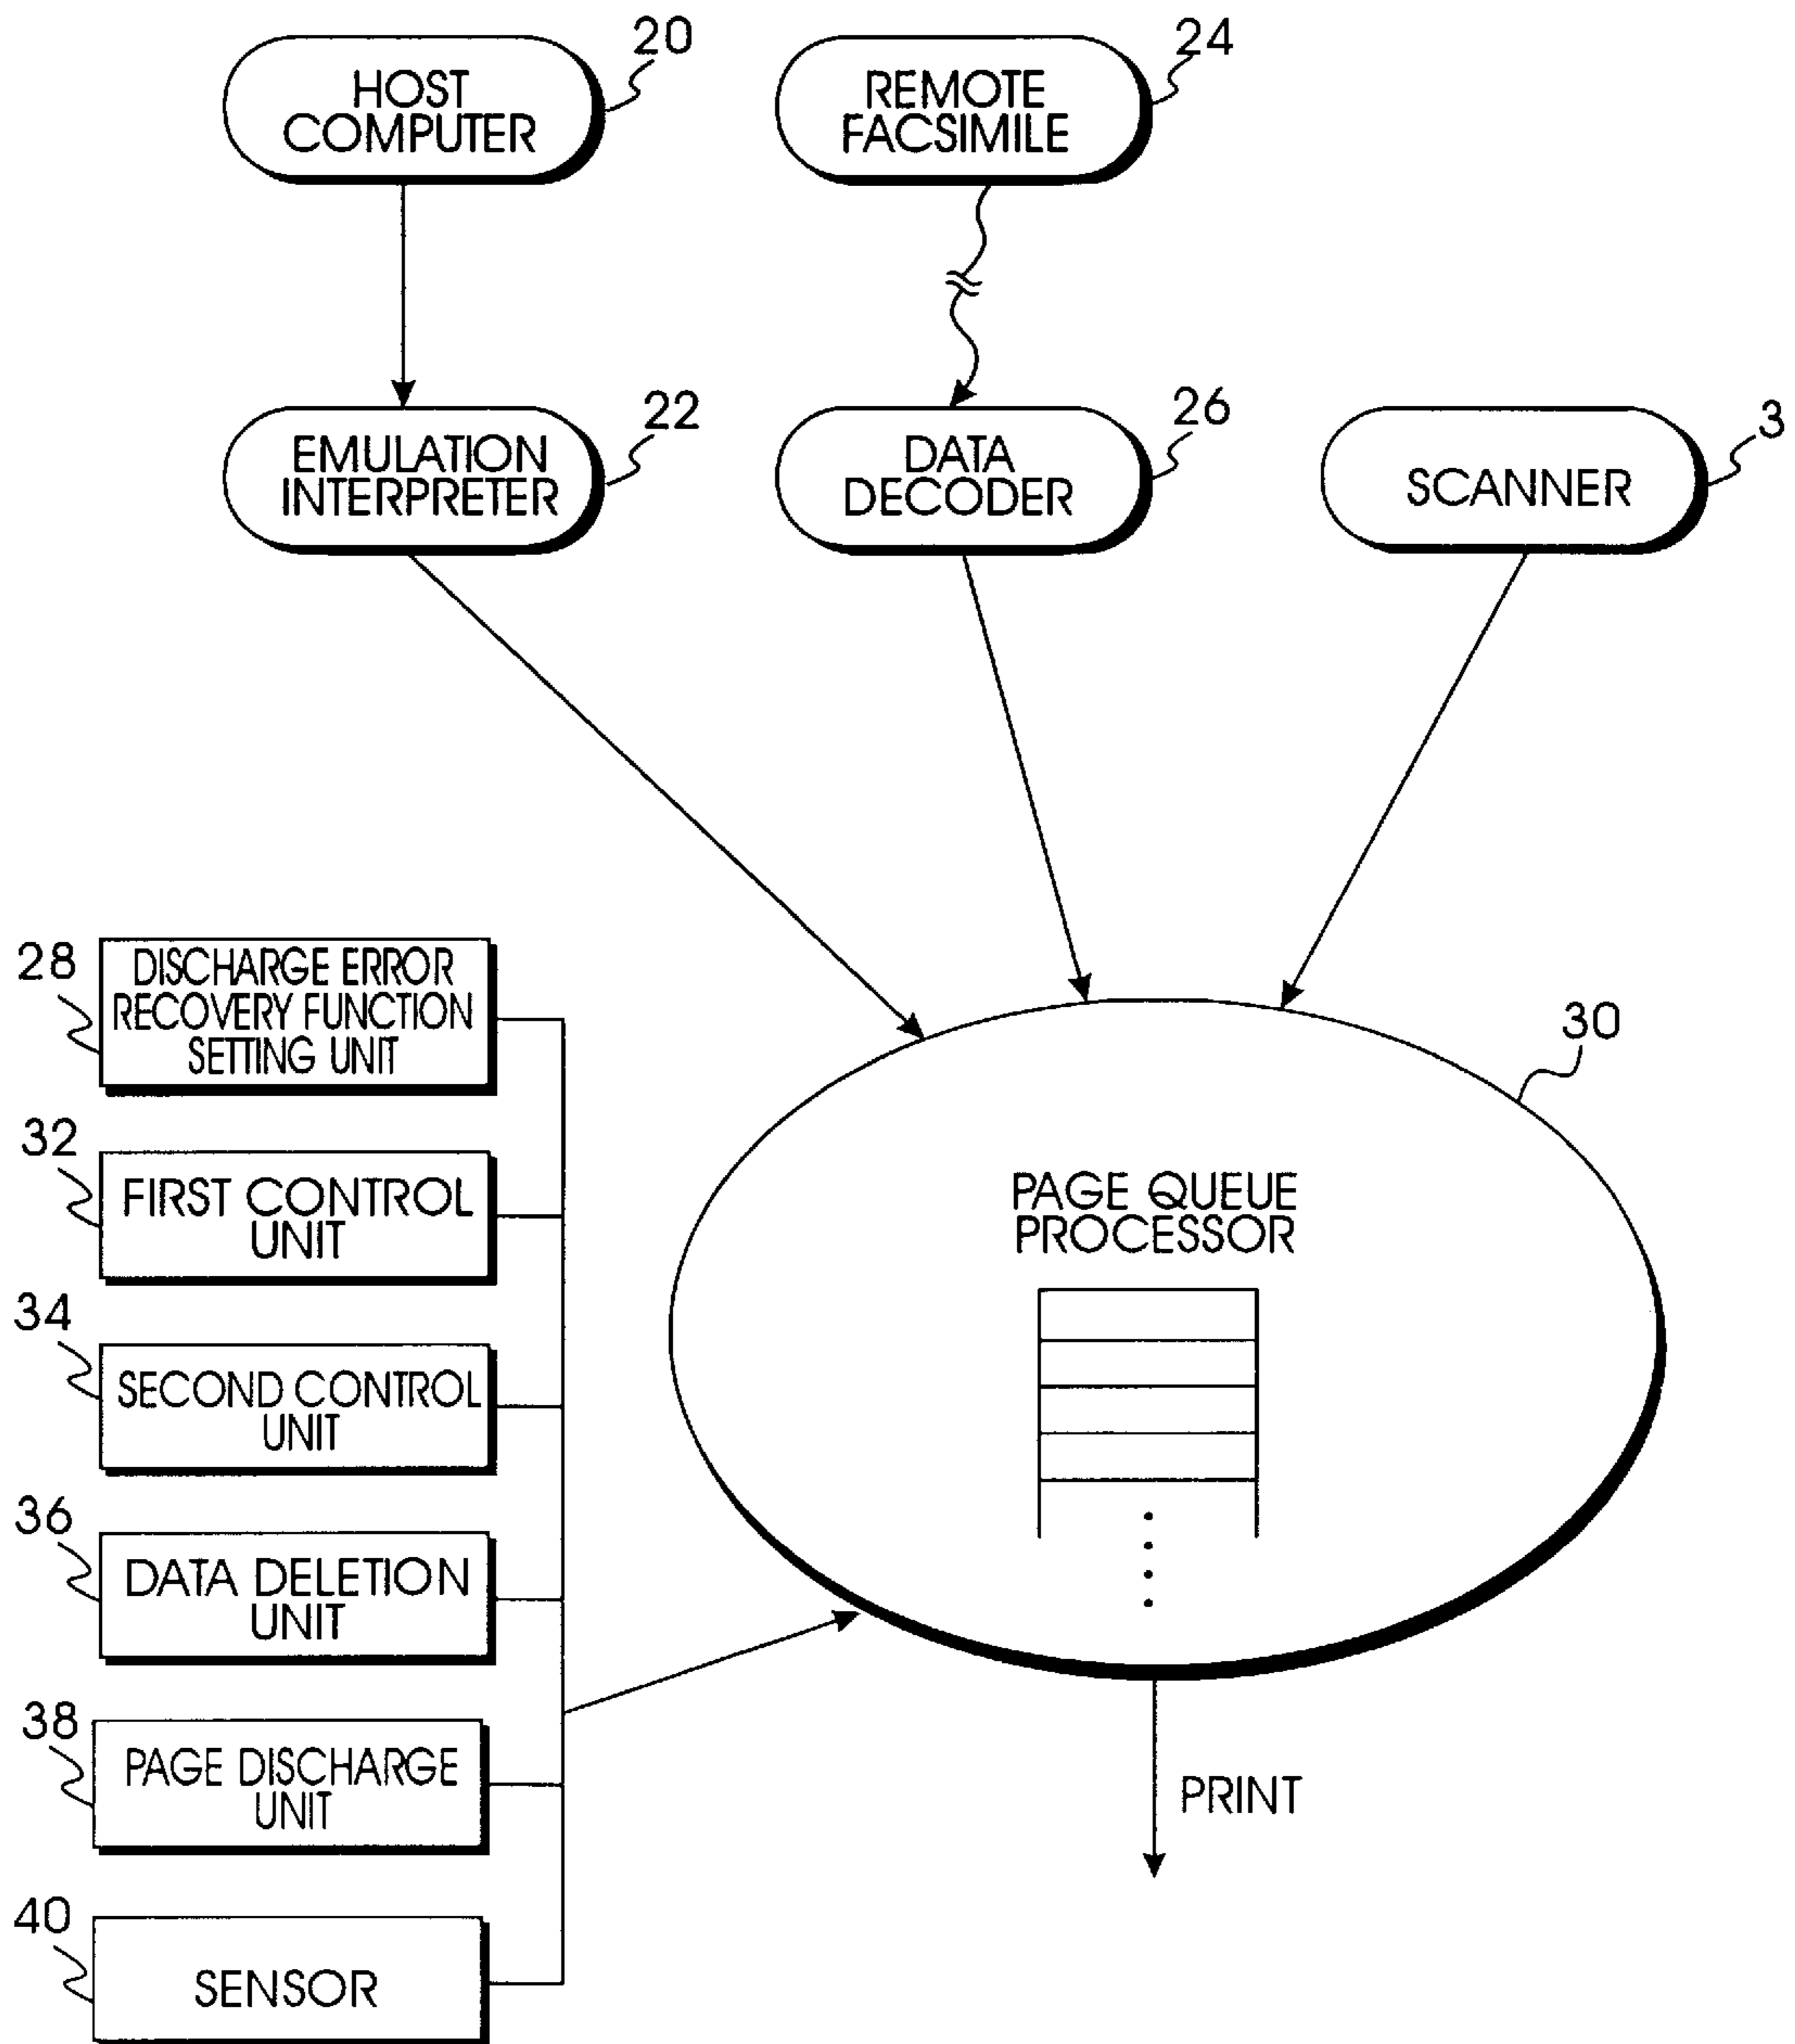 20
HOST
COMPUTER
24
REMOTE
FACSIMILE
22
EMULATION
INTERPRETER
26
DATA
DECODER
3
SCANNER
28
DISCHARGE ERROR
RECOVERY FUNCTION
SETTING UNIT
30
32
FIRST CONTROL
UNIT
PAGE QUEUE
PROCESSOR
34
SECOND CONTROL
UNIT
36
DATA DELETION
UNIT
38
PAGE DISCHARGE
UNIT
PRINT
40
SENSOR